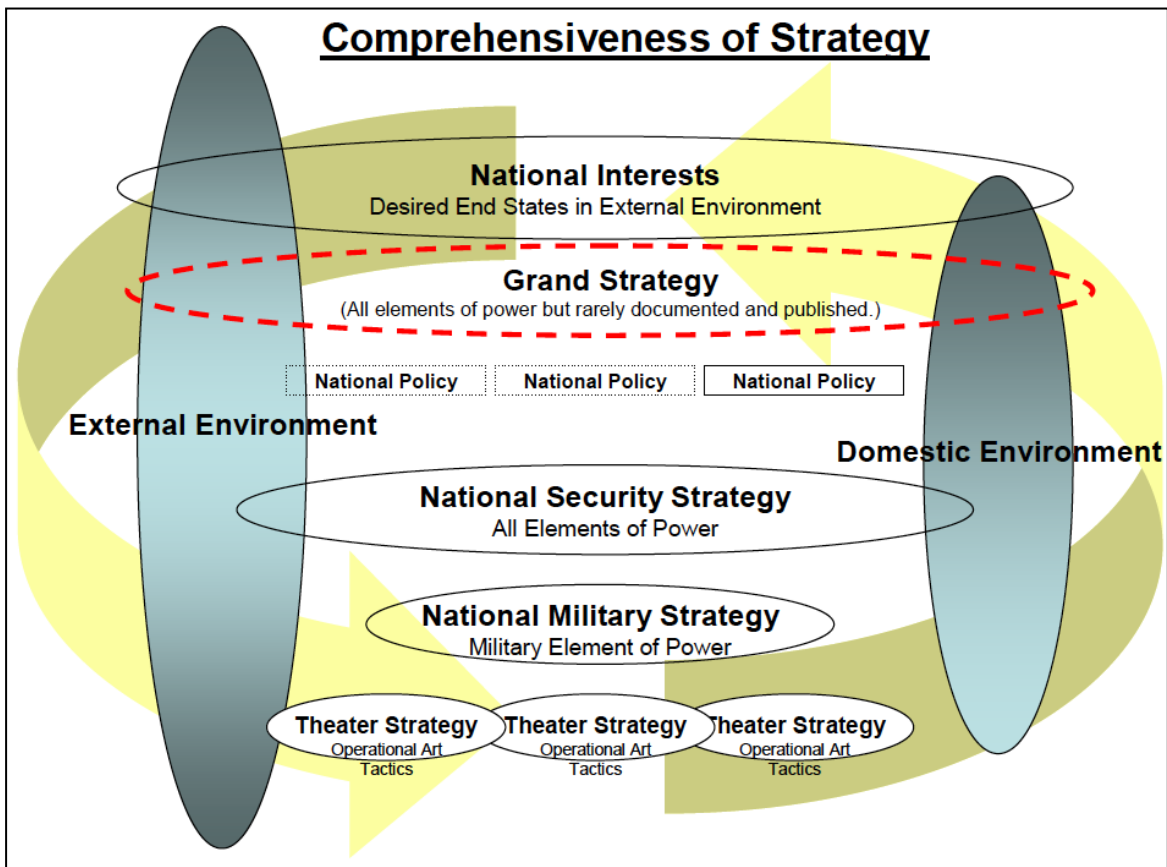 Comprehensiveness of Strategy
National Interests
Desired End States in External Environment
Grand Strategy
(All elements of power but rarely documented and published.)
National Policy
National Policy
National Policy
External Environment
Domestic Environment
National Security Strategy
All Elements of Power
National Military Strategy
Military Element of Power
Theater Strategy
Operational Art
Tactics
Theater Strategy
Operational Art
Tactics
Theater Strategy
Operational Art
Tactics